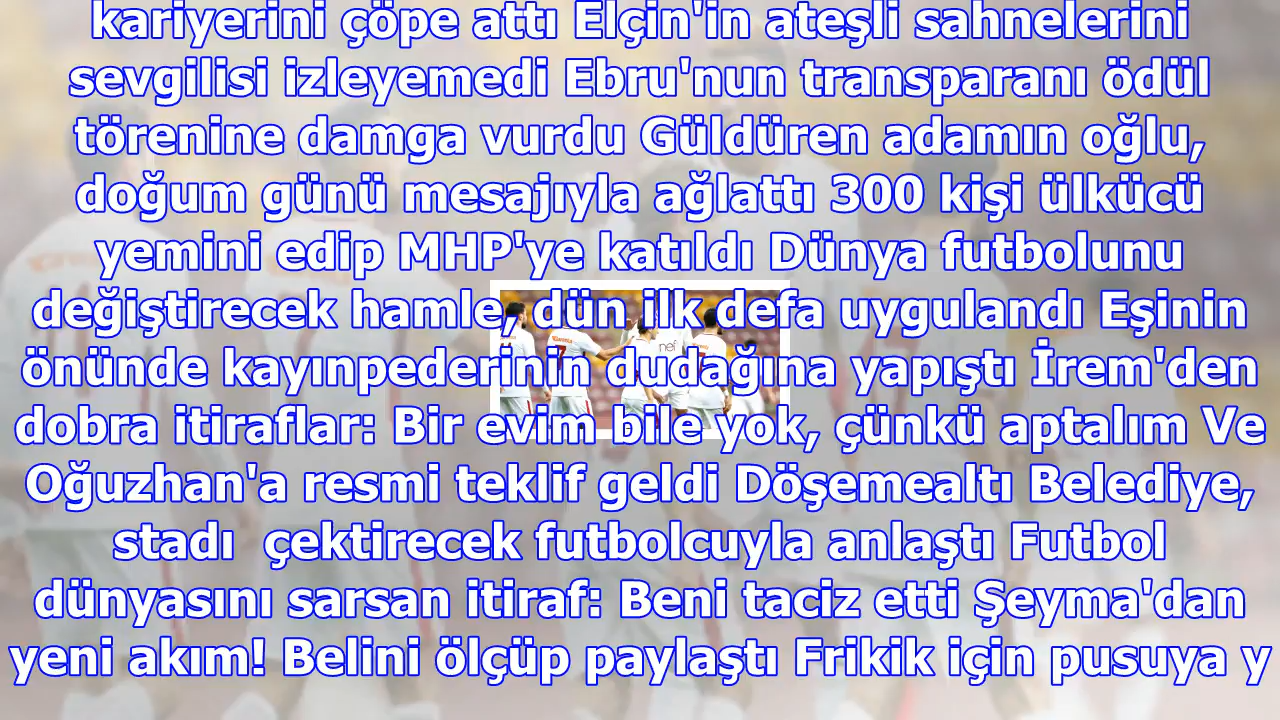 kariyerini çöpe attı Elçin'in ateşli sahnelerini
sevgilisi izleyemedi Ebru'nun transparanı ödül
törenine damga vurdu Güldüren adamın oğlu,
doğum günü mesajıyla ağlattı 300 kişi ülkücü
yemini edip MHP'ye katıldı Dünya futbolunu
değiştirecek hamle, dün ilk defa uygulandı Eşinin
önünde kayınpederinin dudağına yapıştı İrem'den
dobra itiraflar: Bir evim bile yok, çünkü aptalım Ve
Oğuzhan'a resmi teklif geldi Döşemealtı Belediye,
stadı  çektirecek futbolcuyla anlaştı Futbol
dünyasını sarsan itiraf: Beni taciz etti Şeyma'dan
yeni akım! Belini ölçüp paylaştı Frikik için pusuya y
nef
7